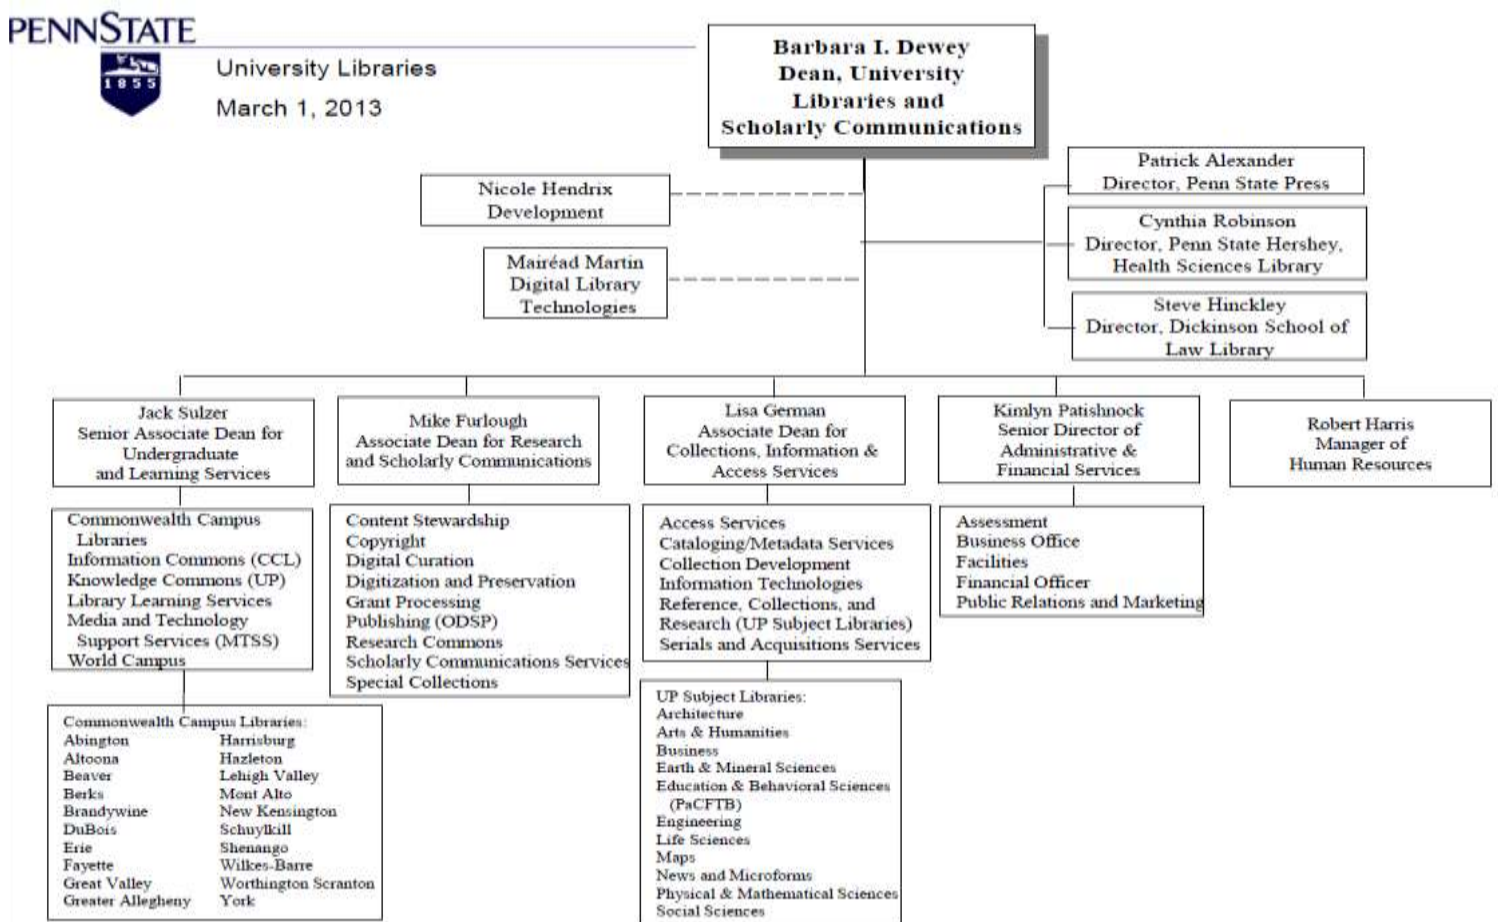 PENNSTATE
1855
University Libraries
March 1, 2013
Barbara I. Dewey
Dean, University
Libraries and
Scholarly Communications
Patrick Alexander
Director, Penn State Press
Nicole Hendrix
Development
Cynthia Robinson
Director, Penn State Hershey,
Health Sciences Library
Mairéad Martin
Digital Library
Technologies
Steve Hinckley
Director, Dickinson School of
Law Library
Jack Sulzer
Senior Associate Dean for
Undergraduate
and Learning Services
Mike Furlough
Associate Dean for Research
and Scholarly Communications
Lisa German
Associate Dean for
Collections, Information &
Access Services
Kimlyn Patishnock
Senior Director of
Administrative &
Financial Services
Robert Harris
Manager of
Human Resources
Commonwealth Campus
Libraries
Information Commons (CCL)
Knowledge Commons (UP)
Library Learning Services
Media and Technology
Support Services (MTSS)
World Campus
Content Stewardship
Copyright
Digital Curation
Digitization and Preservation
Grant Processing
Publishing (ODSP)
Research Commons
Scholarly Communications Services
Special Collections
Access Services
Cataloging/Metadata Services
Collection Development
Information Technologies
Reference, Collections, and
Research (UP Subject Libraries)
Serials and Acquisitions Services
Assessment
Business Office
Facilities
Financial Officer
Public Relations and Marketing
Commonwealth Campus Libraries:
Abington Harrisburg
Altoona Hazleton
Beaver Lehigh Valley
Berks Mont Alto
Brandywine New Kensington
DuBois Schuylkill
Erie Shenango
Fayette Wilkes-Barre
Great Valley Worthington Scranton
Greater Allegheny York
UP Subject Libraries:
Architecture
Arts & Humanities
Business
Earth & Mineral Sciences
Education & Behavioral Sciences
(PaCFTB)
Engineering
Life Sciences
Maps
News and Microforms
Physical & Mathematical Sciences
Social Sciences